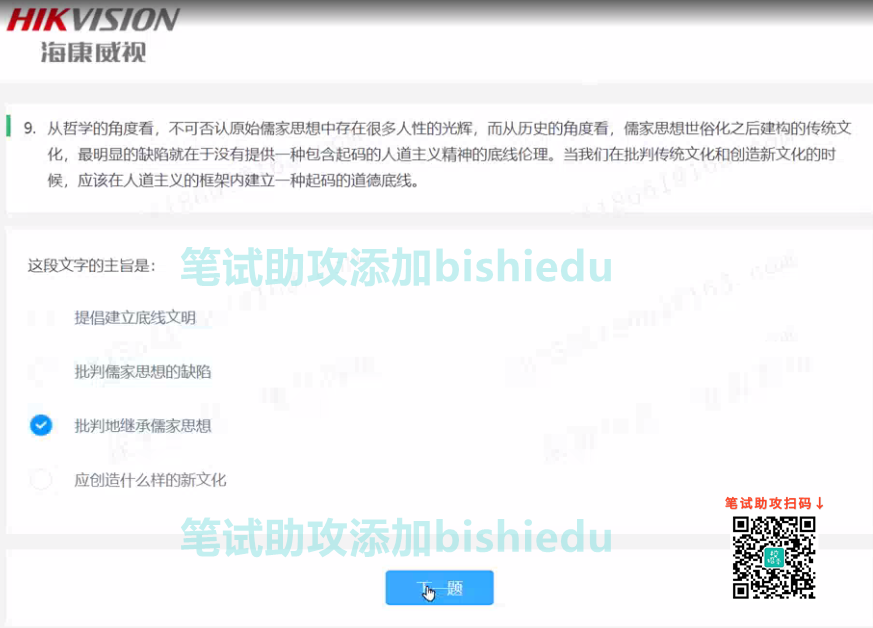 HIKVISION
海康威视
9. 从哲学的角度看，不可否认原始儒家思想中存在很多人性的光辉，而从历史的角度看，儒家思想世俗化之后建构的传统文
化，最明显的缺陷就在于没有提供一种包含起码的人道主义精神的底线伦理。当我们在批判传统文化和创造新文化的时
候，应该在人道主义的框架内建立一种起码的道德底线。
这段文字的主旨是：
笔试助攻添加bishiedu
提倡建立底线文明
批判儒家思想的缺陷
批判地继承儒家思想
应创造什么样的新文化
笔试助攻扫码↓
笔试助攻添加bishiedu
下一题